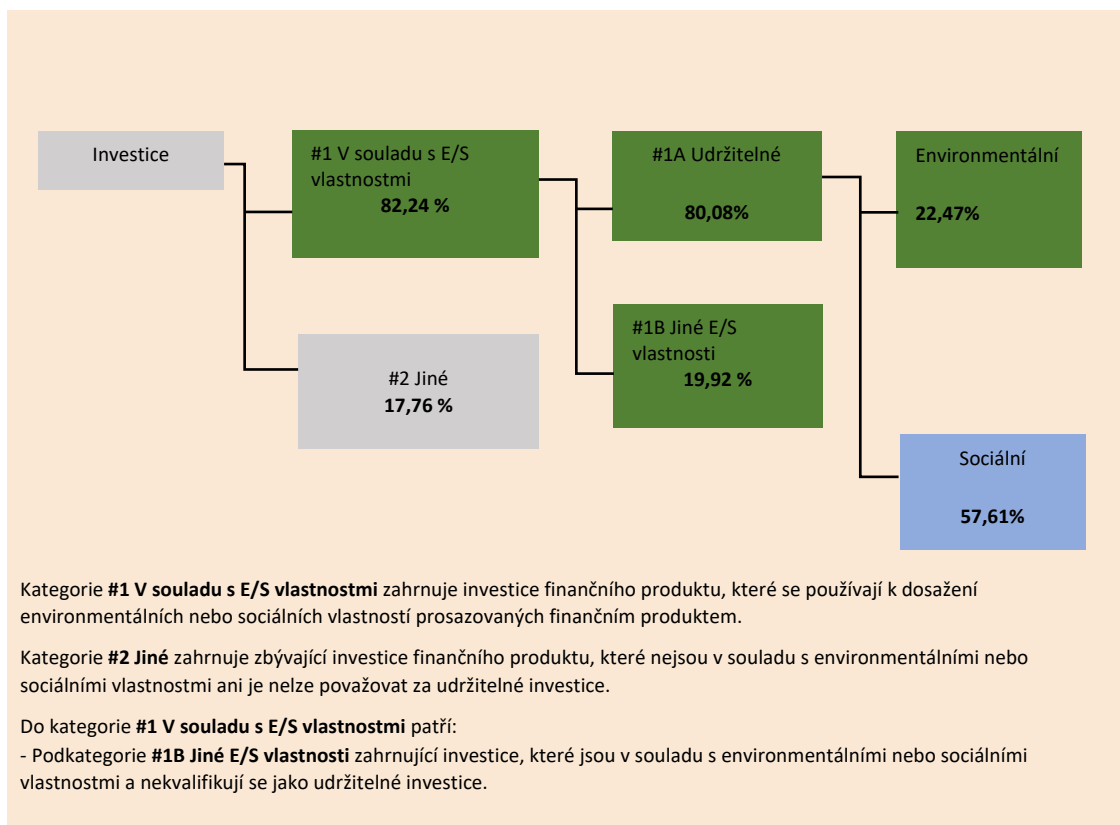 Investice
#1 V souladu s E/S
vlastnostmi
82,24 %
#1A Udržitelné
80,08%
Environmentální
22,47%
#2 Jiné
17,76 %
#1B Jiné E/S
vlastnosti
19,92 %
Sociální
57,61%
Kategorie #1 V souladu s E/S vlastnostmi zahrnuje investice finančního produktu, které se používají k dosažení
environmentálních nebo sociálních vlastností prosazovaných finančním produktem.
Kategorie #2 Jiné zahrnuje zbývající investice finančního produktu, které nejsou v souladu s environmentálními nebo
sociálními vlastnostmi ani je nelze považovat za udržitelné investice.
Do kategorie #1 V souladu s E/S vlastnostmi patří:
- Podkategorie #1B Jiné E/S vlastnosti zahrnující investice, které jsou v souladu s environmentálními nebo sociálními
vlastnostmi a nekvalifikují se jako udržitelné investice.